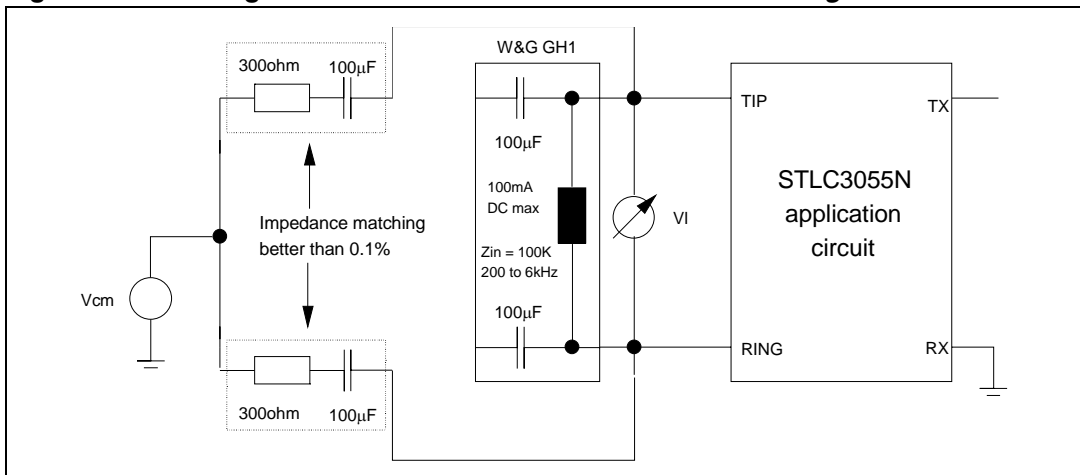 W&G GH1
300ohm
100μF
TIP
TX
100μF
STLC3055N
application
circuit
100mA
DC max
VI
Impedance matching
better than 0.1%
Zin = 100K
200 to 6kHz
Vcm
100μF
RING
RX
300ohm
100μF